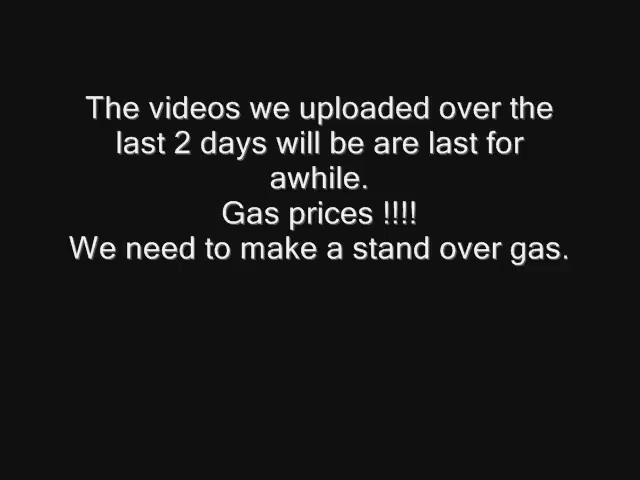 The videos we uploaded over the
last 2 days will be are last for
awhile.
Gas prices !!!!
We need to make a stand over gas.